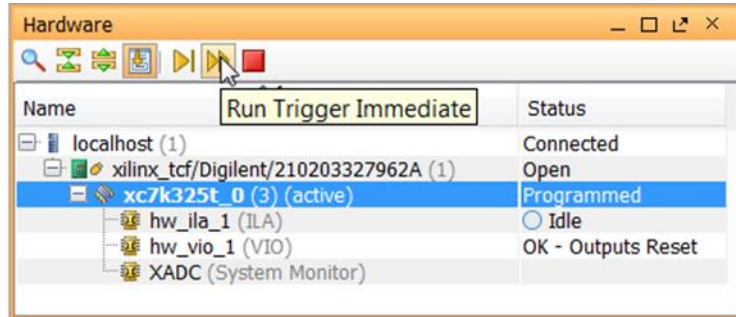 Hardware
Run Trigger Immediate
Name Status
localhost (1) Connected
xilinx_tcf/Digilent/210203327962A (1) Open
xc7k325t_0 (3) (active) Programmed
hw_ila_1 (ILA) Idle
hw_vio_1 (VIO) OK - Outputs Reset
XADC (System Monitor)